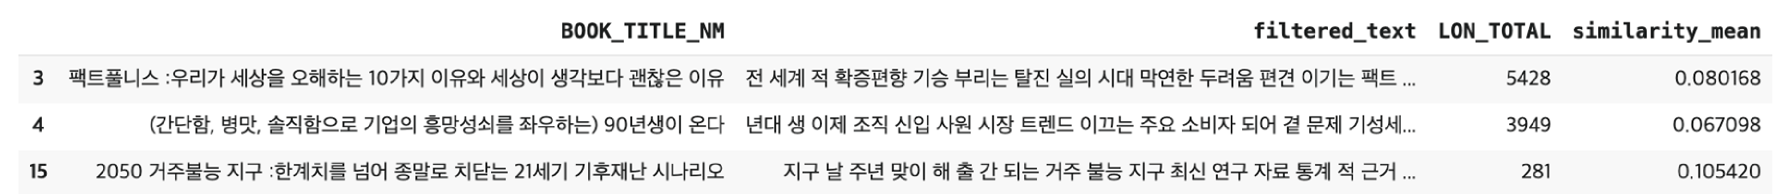 BOOK_TITLE_NM filtered_text LON_TOTAL similarity_mean
3 팩트풀니스 :우리가 세상을 오해하는 10가지 이유와 세상이 생각보다 괜찮은 이유 전 세계 적 확증편향 기승 부리는 탈진 실의 시대 막연한 두려움 편견 이기는 팩트 ... 5428 0.080168
4 (간단함, 병맛, 솔직함으로 기업의 흥망성쇠를 좌우하는) 90년생이 온다 년대 생 이제 조직 신입 사원 시장 트렌드 이끄는 주요 소비자 되어 곁 문제 기성세... 3949 0.067098
15 2050 거주불능 지구 :한계치를 넘어 종말로 치닫는 21세기 기후재난 시나리오 지구 날 주년 맞이 해 출 간 되는 거주 불능 지구 최신 연구 자료 통계 적 근거 ... 281 0.105420